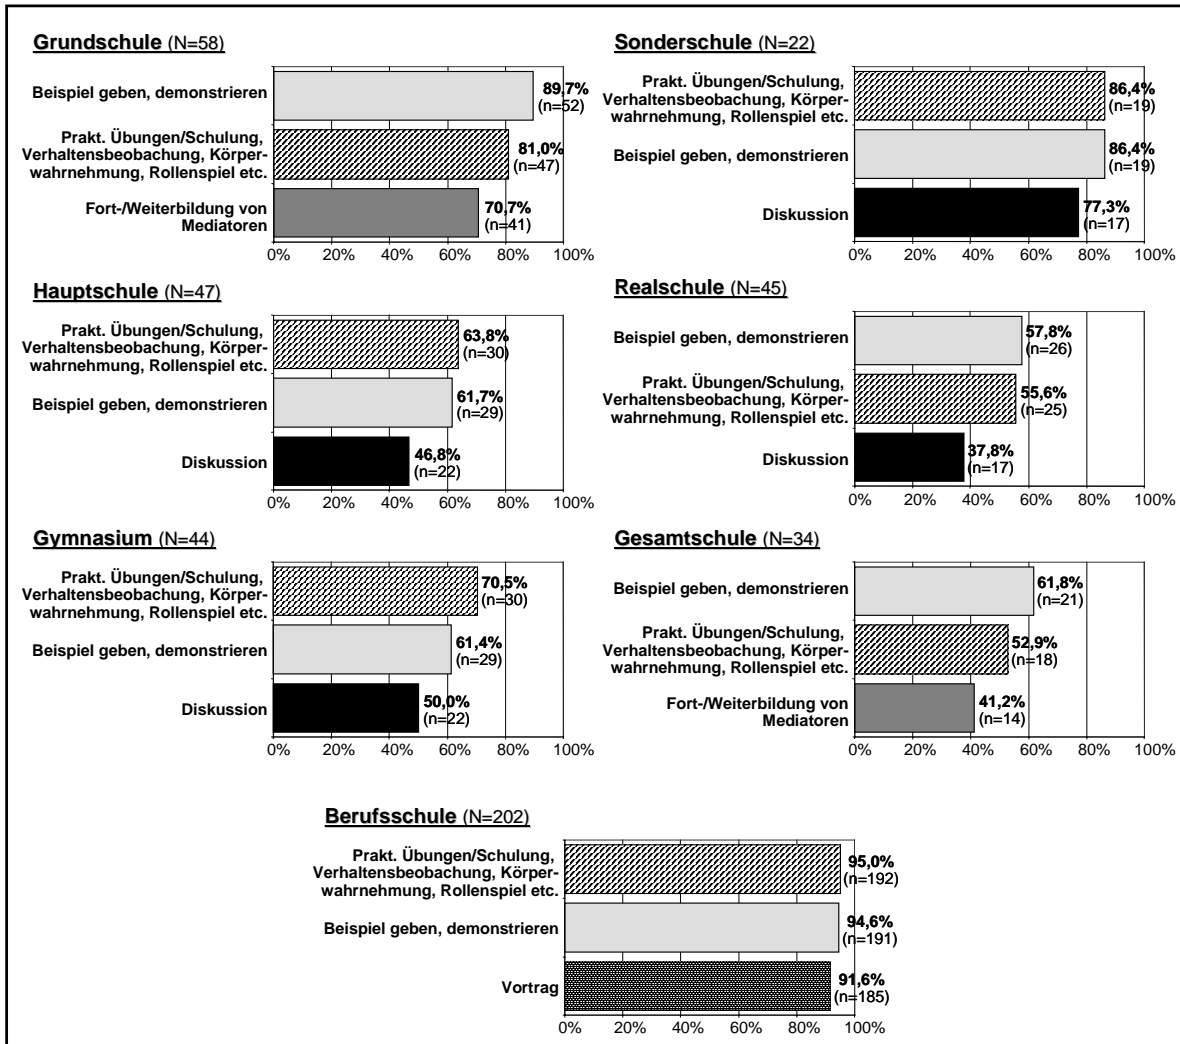 Grundschule (N=58)
Beispiel geben, demonstrieren
89,7%
(n=52)
Prakt. Übungen/Schulung,
Verhaltensbeobachung, Körper-
wahrnehmung, Rollenspiel etc.
81,0%
(n=47)
Fort-/Weiterbildung von
Mediatoren
70,7%
(n=41)
0% 20% 40% 60% 80% 100%
Sonderschule (N=22)
Prakt. Übungen/Schulung,
Verhaltensbeobachung, Körper-
wahrnehmung, Rollenspiel etc.
86,4%
(n=19)
Beispiel geben, demonstrieren
86,4%
(n=19)
Diskussion
77,3%
(n=17)
0% 20% 40% 60% 80% 100%
Hauptschule (N=47)
Prakt. Übungen/Schulung,
Verhaltensbeobachung, Körper-
wahrnehmung, Rollenspiel etc.
63,8%
(n=30)
Beispiel geben, demonstrieren
61,7%
(n=29)
Diskussion
46,8%
(n=22)
0% 20% 40% 60% 80% 100%
Realschule (N=45)
Beispiel geben, demonstrieren
57,8%
(n=26)
Prakt. Übungen/Schulung,
Verhaltensbeobachung, Körper-
wahrnehmung, Rollenspiel etc.
55,6%
(n=25)
Diskussion
37,8%
(n=17)
0% 20% 40% 60% 80% 100%
Gymnasium (N=44)
Prakt. Übungen/Schulung,
Verhaltensbeobachung, Körper-
wahrnehmung, Rollenspiel etc.
70,5%
(n=30)
Beispiel geben, demonstrieren
61,4%
(n=29)
Diskussion
50,0%
(n=22)
0% 20% 40% 60% 80% 100%
Gesamtschule (N=34)
Beispiel geben, demonstrieren
61,8%
(n=21)
Prakt. Übungen/Schulung,
Verhaltensbeobachung, Körper-
wahrnehmung, Rollenspiel etc.
52,9%
(n=18)
Fort-/Weiterbildung von
Mediatoren
41,2%
(n=14)
0% 20% 40% 60% 80% 100%
Berufsschule (N=202)
Prakt. Übungen/Schulung,
Verhaltensbeobachung, Körper-
wahrnehmung, Rollenspiel etc.
95,0%
(n=192)
Beispiel geben, demonstrieren
94,6%
(n=191)
Vortrag
91,6%
(n=185)
0% 20% 40% 60% 80% 100%